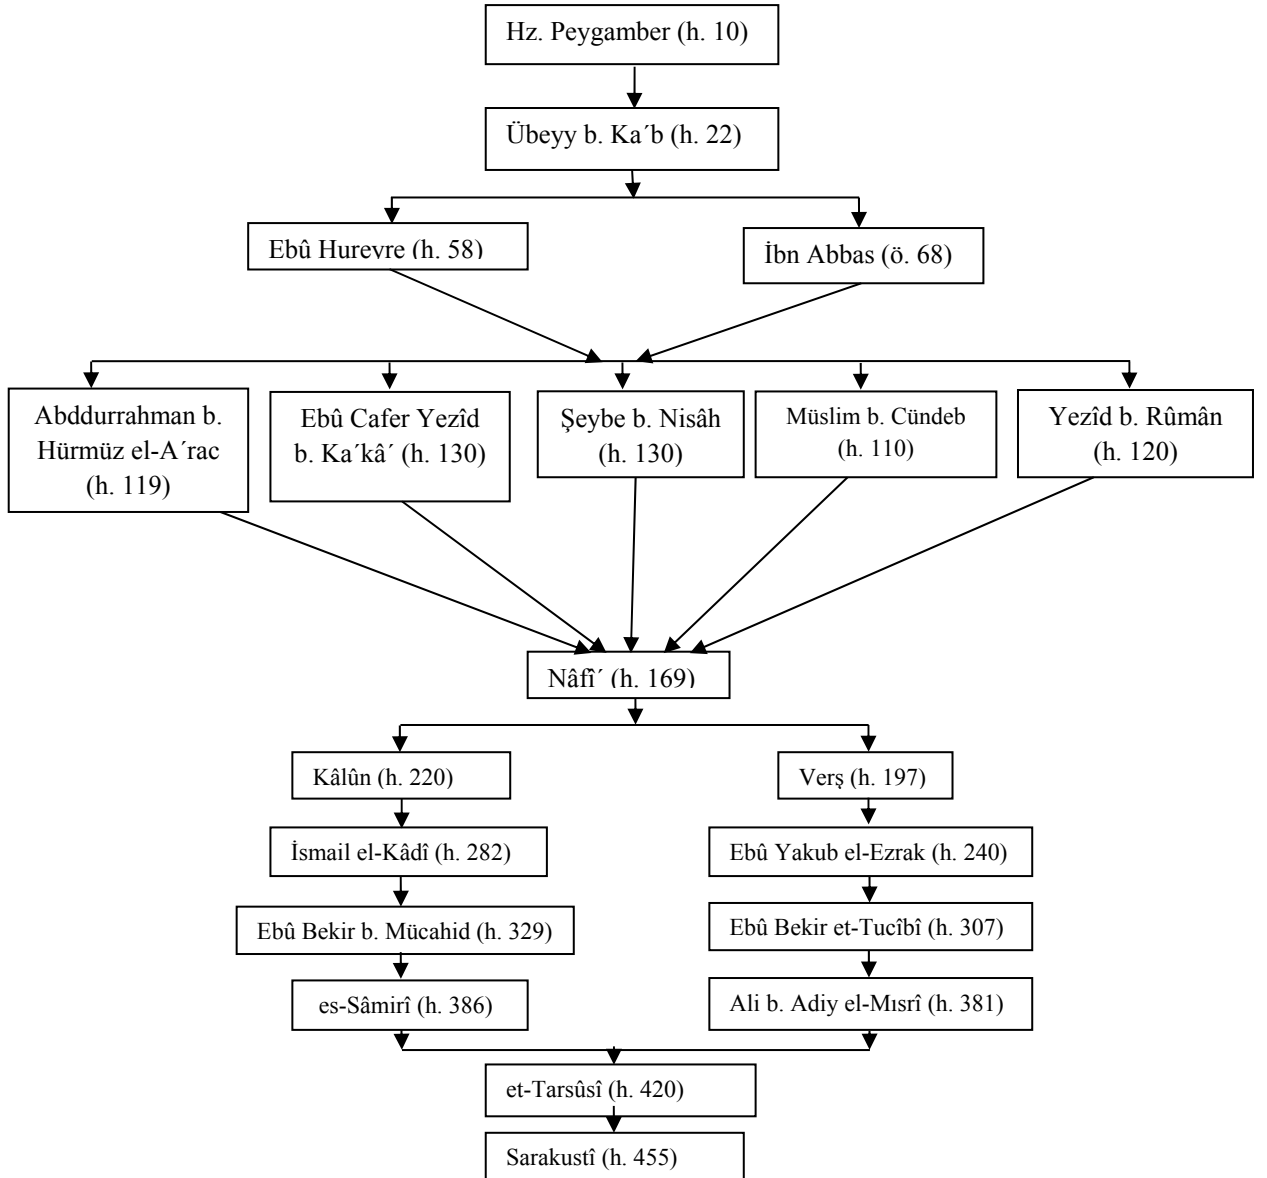 Hz. Peygamber (h. 10)
Übeyy b. Ka´b (h. 22)
Ebû Hureyre (h. 58)
İbn Abbas (ö. 68)
Abddurrahman b.
Hürmüz el-A´rac
(h. 119)
Ebû Cafer Yezîd
b. Ka´kâ´ (h. 130)
Şeybe b. Nisâh
(h. 130)
Müslim b. Cündeb
(h. 110)
Yezîd b. Rûmân
(h. 120)
Nâfî´ (h. 169)
Kâlûn (h. 220)
Verş (h. 197)
İsmail el-Kâdî (h. 282)
Ebû Yakub el-Ezrak (h. 240)
Ebû Bekir b. Mücahid (h. 329)
Ebû Bekir et-Tucîbî (h. 307)
es-Sâmirî (h. 386)
Ali b. Adiy el-Mısrî (h. 381)
et-Tarsûsî (h. 420)
Sarakustî (h. 455)